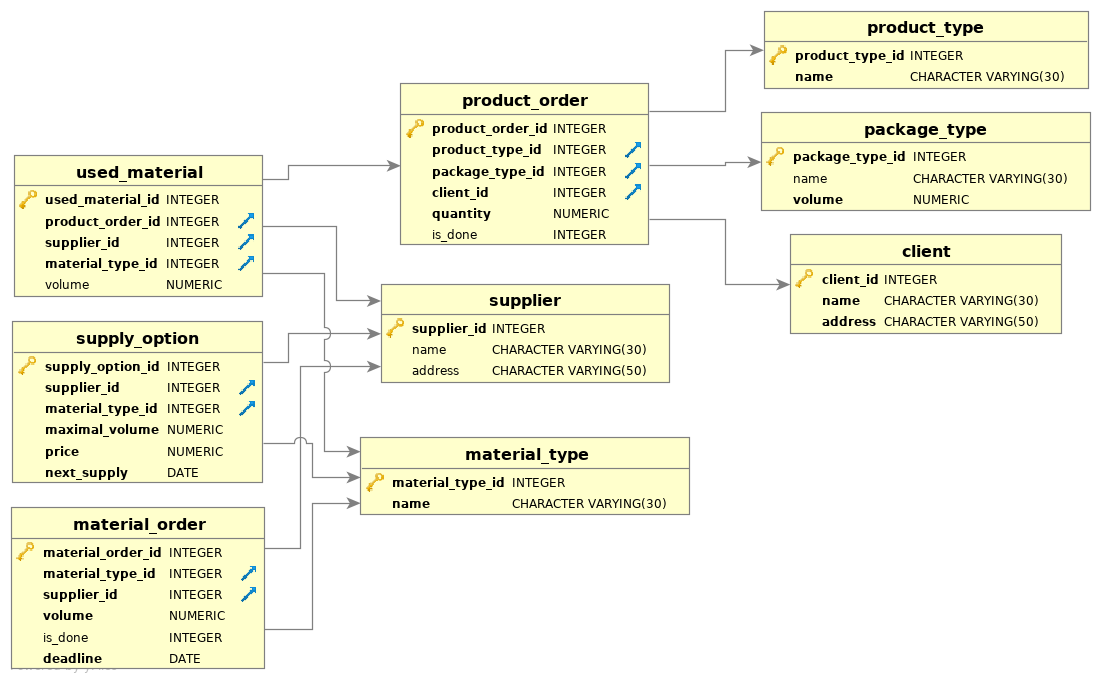 product_type
product_type_id INTEGER
name CHARACTER VARYING(30)
product_order
product_order_id INTEGER
product_type_id INTEGER
package_type_id INTEGER
client_id INTEGER
quantity NUMERIC
is_done INTEGER
package_type
package_type_id INTEGER
name CHARACTER VARYING(30)
volume NUMERIC
used_material
used_material_id INTEGER
product_order_id INTEGER
supplier_id INTEGER
material_type_id INTEGER
volume NUMERIC
client
client_id INTEGER
name CHARACTER VARYING(30)
address CHARACTER VARYING(50)
supplier
supplier_id INTEGER
name CHARACTER VARYING(30)
address CHARACTER VARYING(50)
supply_option
supply_option_id INTEGER
supplier_id INTEGER
material_type_id INTEGER
maximal_volume NUMERIC
price NUMERIC
next_supply DATE
material_type
material_type_id INTEGER
name CHARACTER VARYING(30)
material_order
material_order_id INTEGER
material_type_id INTEGER
supplier_id INTEGER
volume NUMERIC
is_done INTEGER
deadline DATE